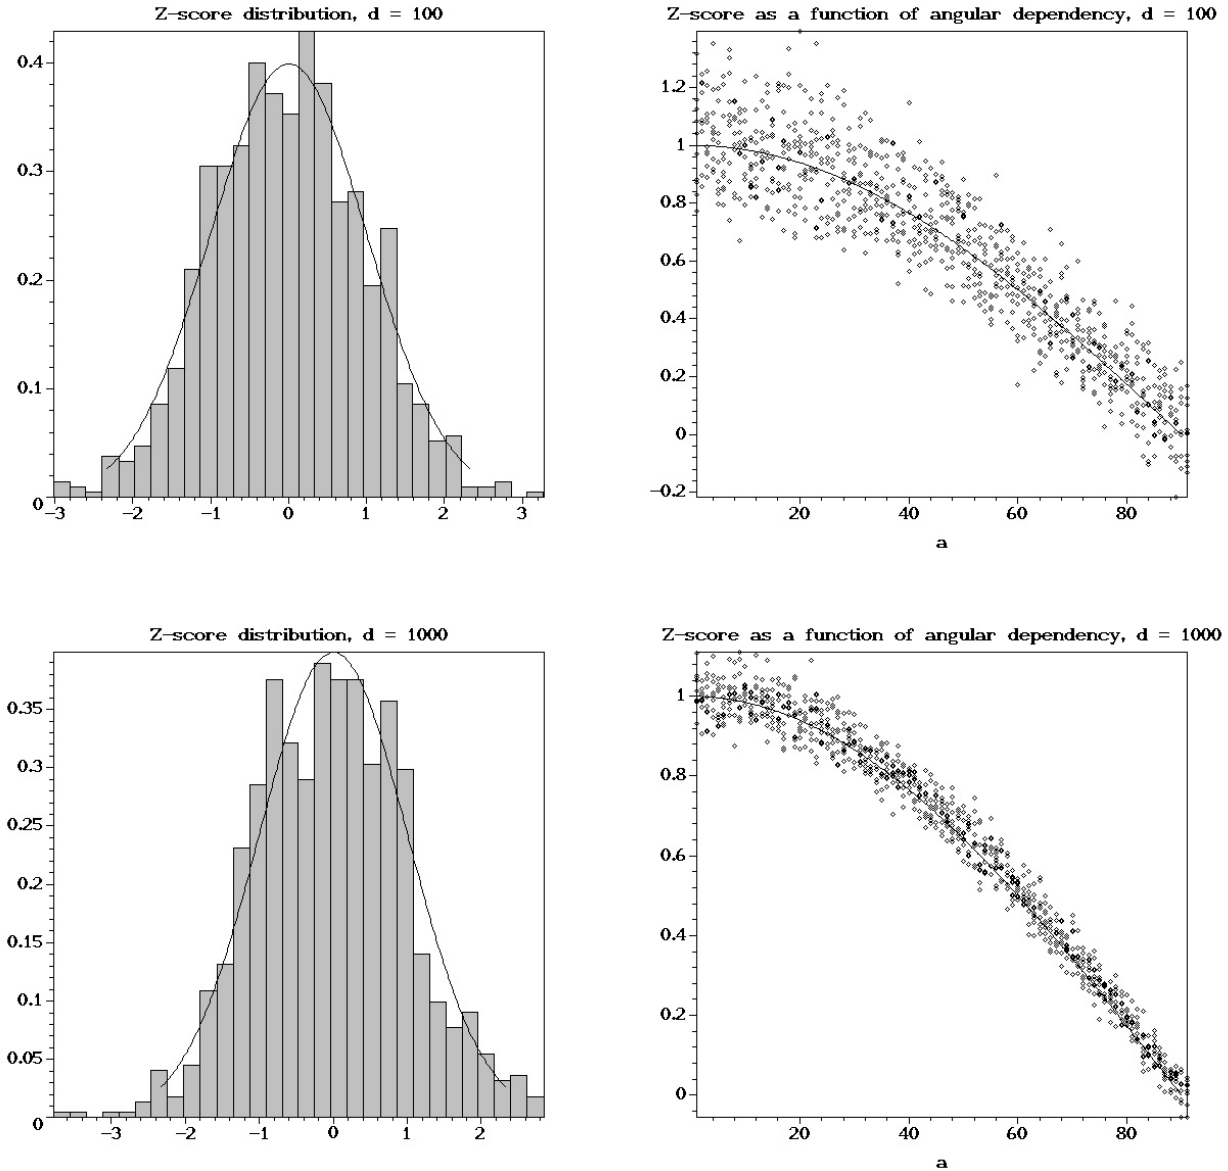 Z-score distribution, d = 100
0.4
0.3
0.2
0.1
0
-3 -2 -1 0 1 2 3
Z-score as a function of angular dependency, d = 100
1.2
1
0.8
0.6
0.4
0.2
0
-0.2
20 40 60 80
a
Z-score distribution, d = 1000
0.35
0.3
0.25
0.2
0.15
0.1
0.05
0
-3 -2 -1 0 1 2
Z-score as a function of angular dependency, d = 1000
1
0.8
0.6
0.4
0.2
0
20 40 60 80
a